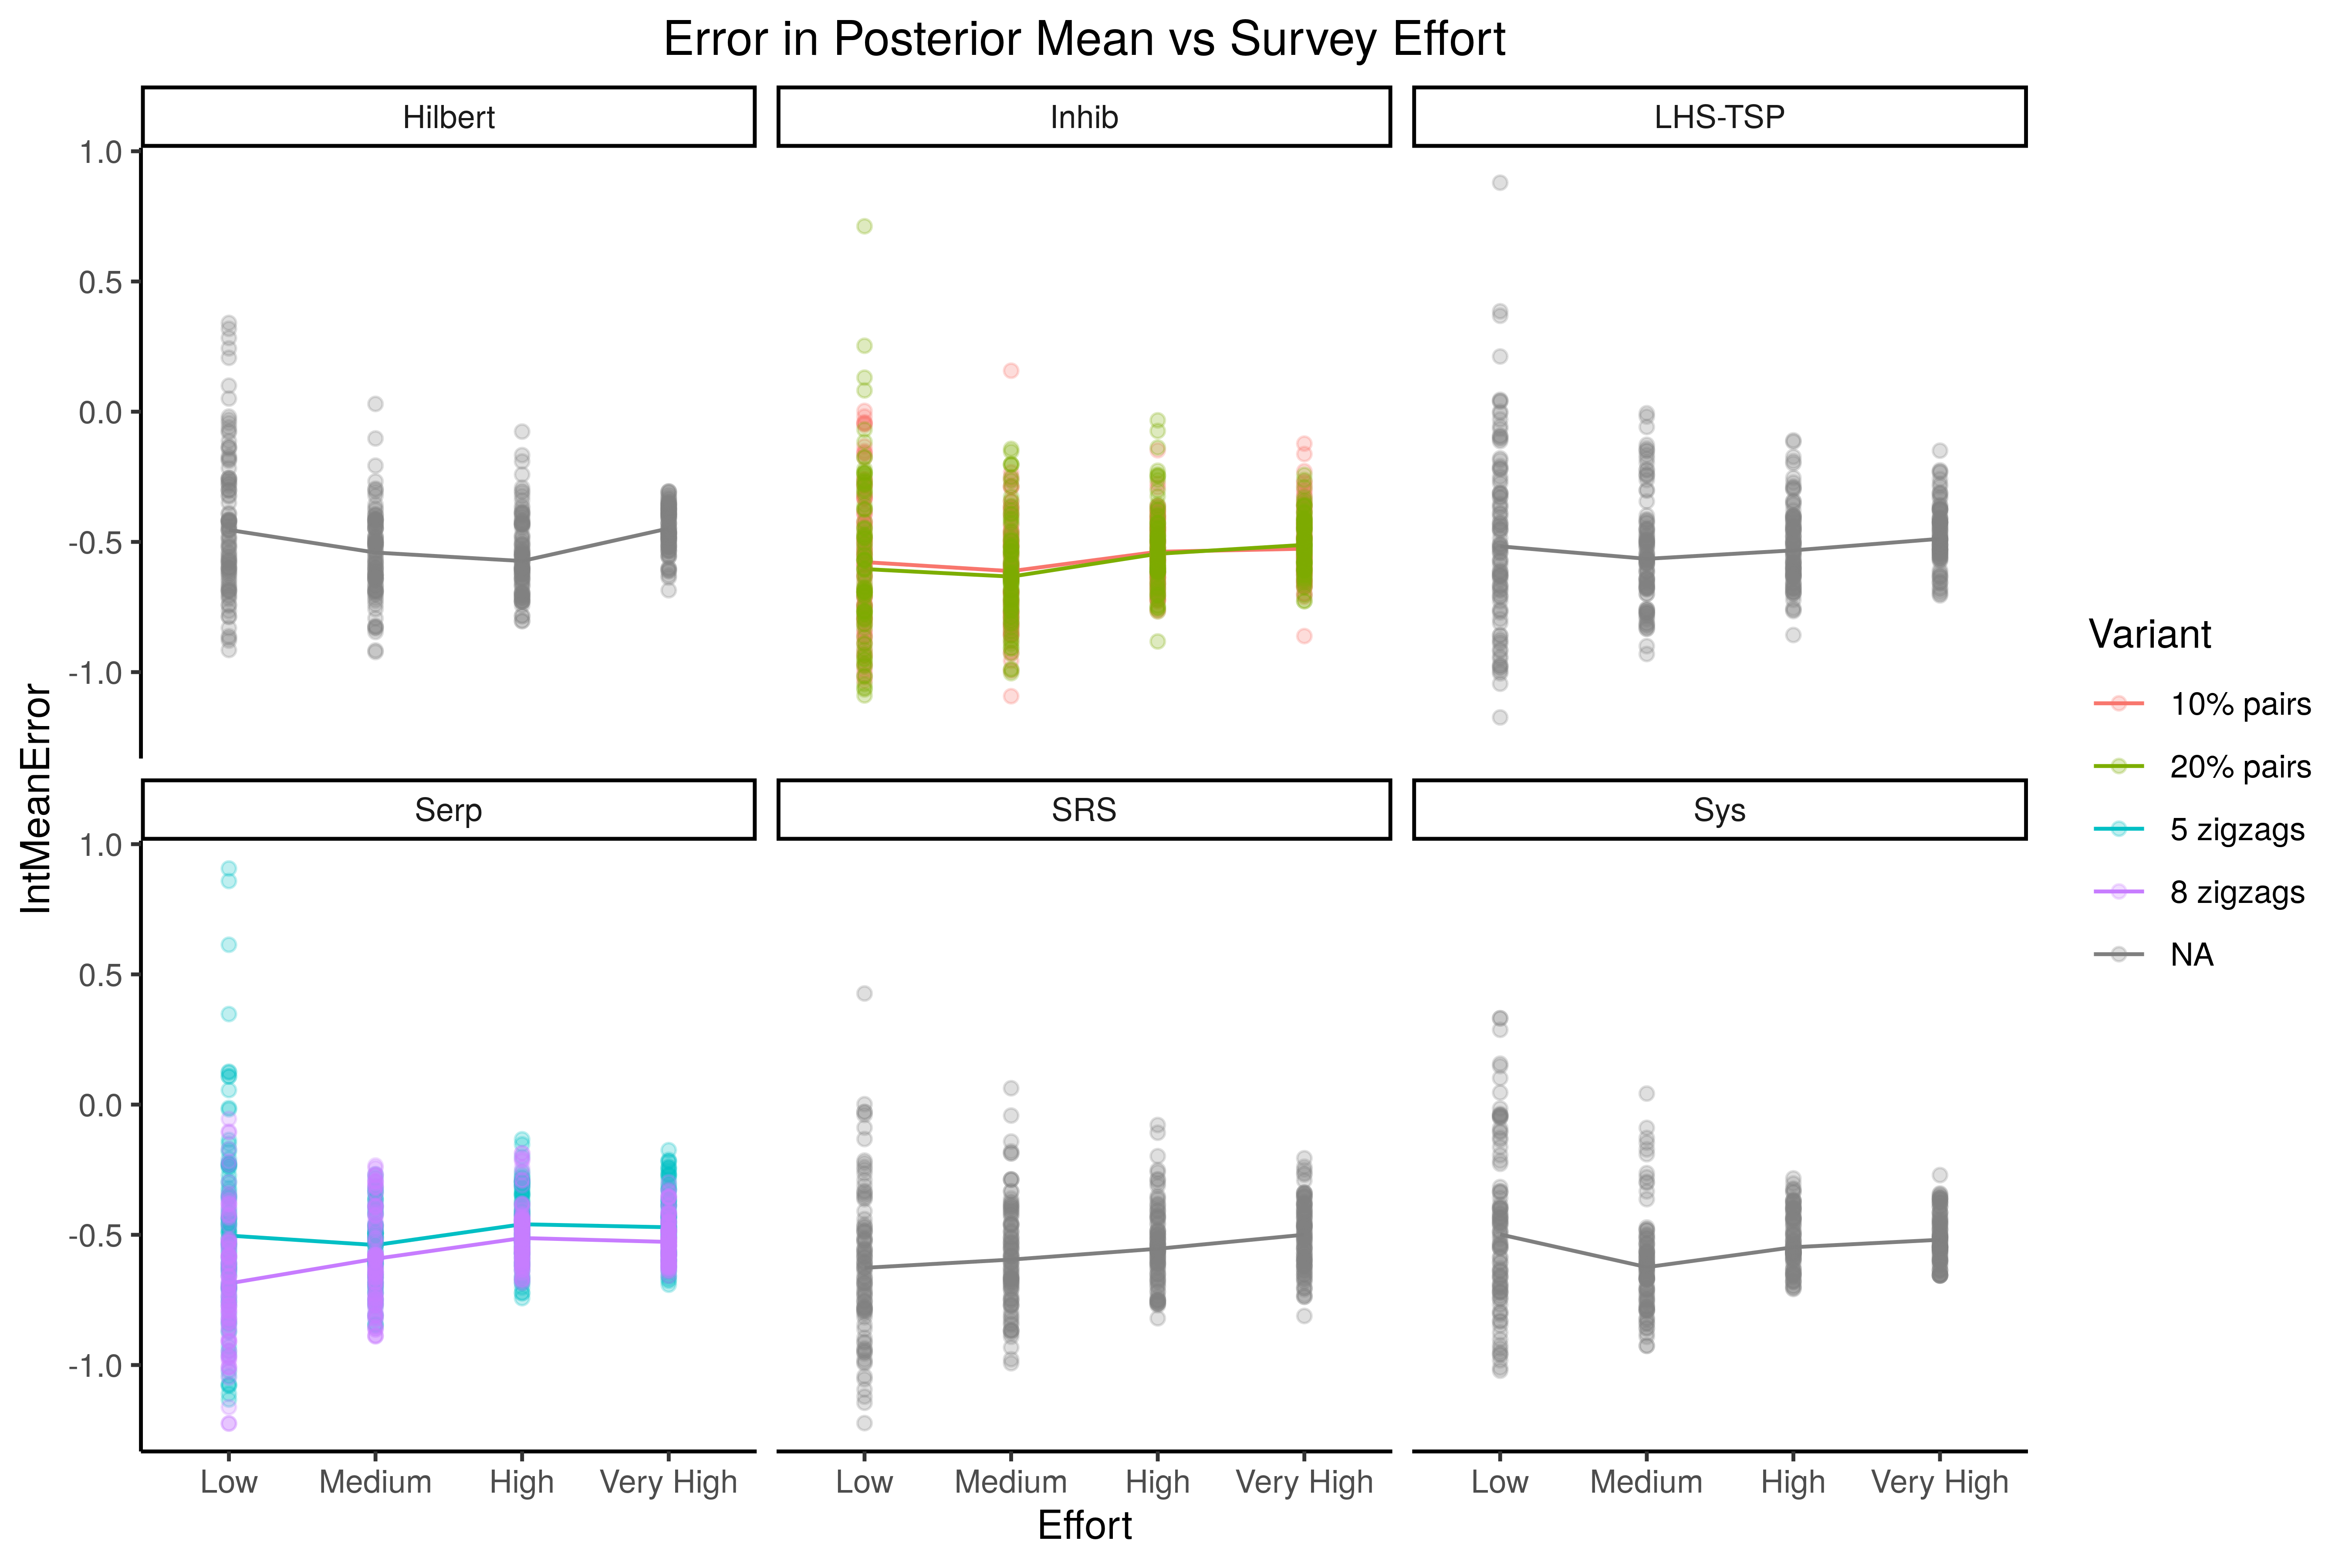 Error in Posterior Mean vs Survey Effort
Hilbert
Inhib
LHS-TSP
1.0
0.5
0.0
-0.5
-1.0
Serp
SRS
Sys
1.0
0.5
0.0
-0.5
-1.0
IntMeanError
Low Medium High Very High
Low Medium High Very High
Low Medium High Very High
Effort
Variant
10% pairs
20% pairs
5 zigzags
8 zigzags
NA